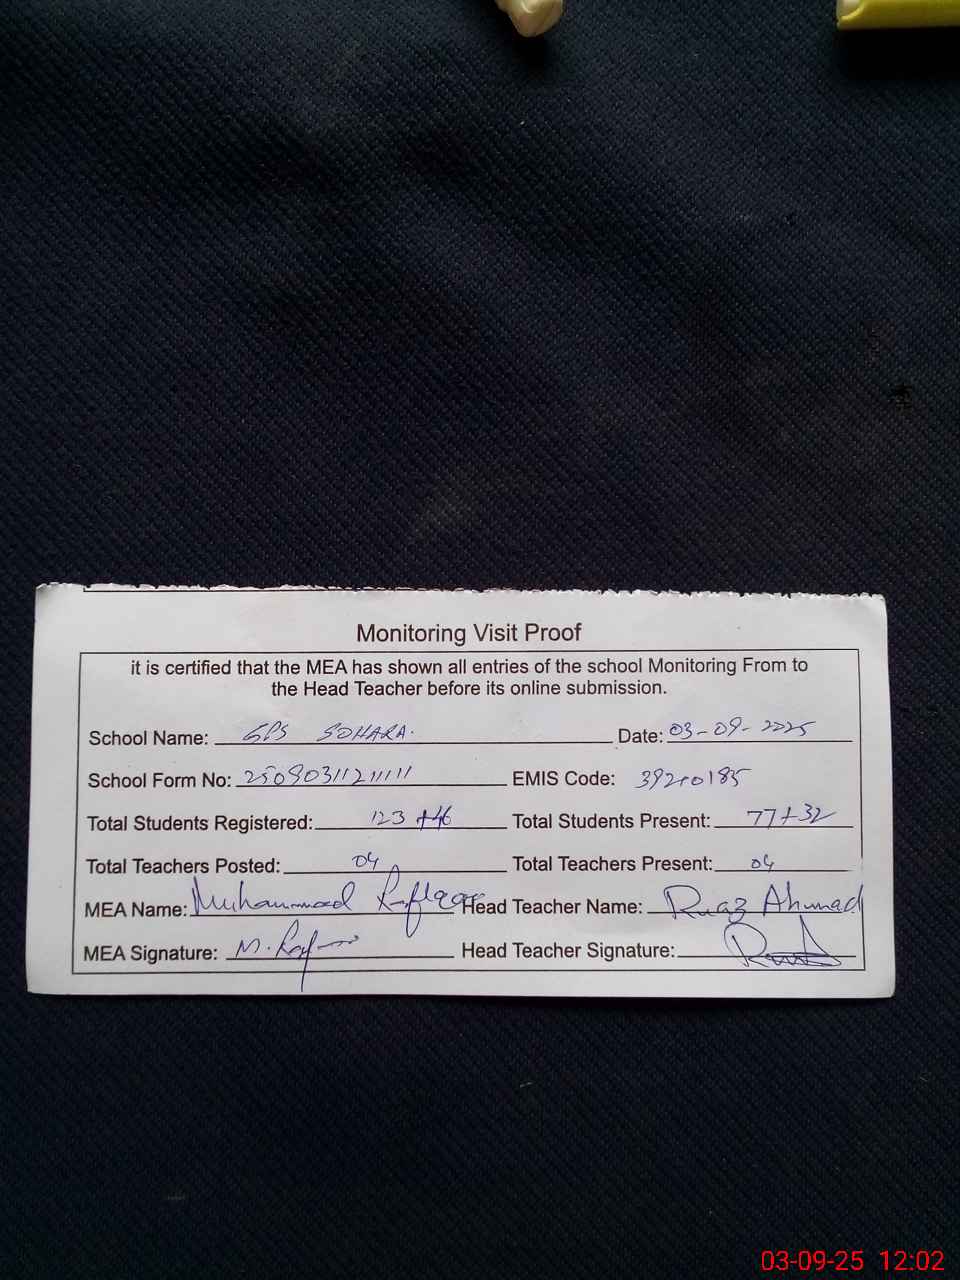 Monitoring Visit Proof
it is certified that the MEA has shown all entries of the school Monitoring From to
the Head Teacher before its online submission.
School Name: GPS SOHARA. Date: 03-09-2025
School Form No: EMIS Code:
Total Students Registered: 123 +46 Total Students Present: 77+32
Total Teachers Posted: 04 Total Teachers Present: 04
MEA Name: Muhammad Head Teacher Name: Ahmad
MEA Signature: M. Head Teacher Signature:
03-09-25 12:02